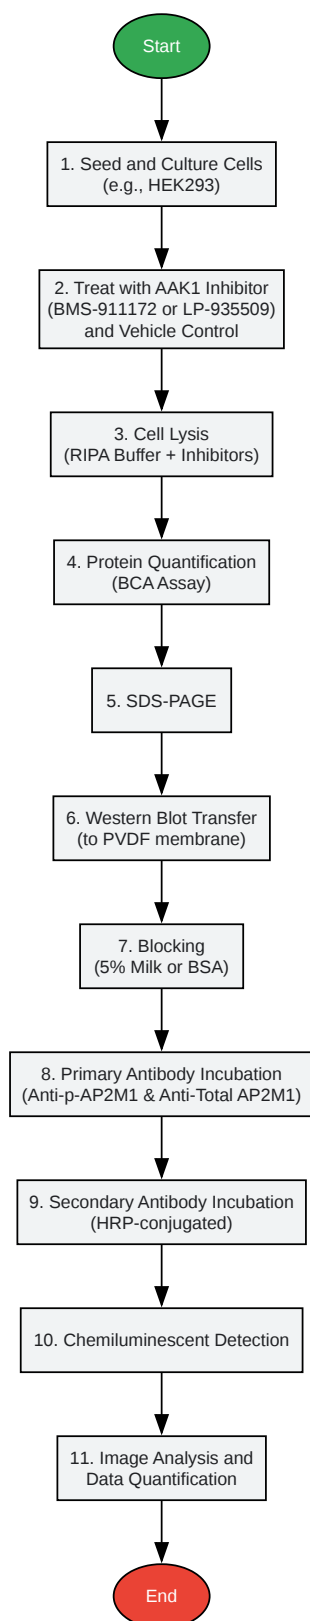 Start
1. Seed and Culture Cells
(e.g., HEK293)
2. Treat with AAK1 Inhibitor
(BMS-911172 or LP-935509)
and Vehicle Control
3. Cell Lysis
(RIPA Buffer + Inhibitors)
4. Protein Quantification
(BCA Assay)
5. SDS-PAGE
6. Western Blot Transfer
(to PVDF membrane)
7. Blocking
(5% Milk or BSA)
8. Primary Antibody Incubation
(Anti-p-AP2M1 & Anti-Total AP2M1)
9. Secondary Antibody Incubation
(HRP-conjugated)
10. Chemiluminescent Detection
11. Image Analysis and
Data Quantification
End